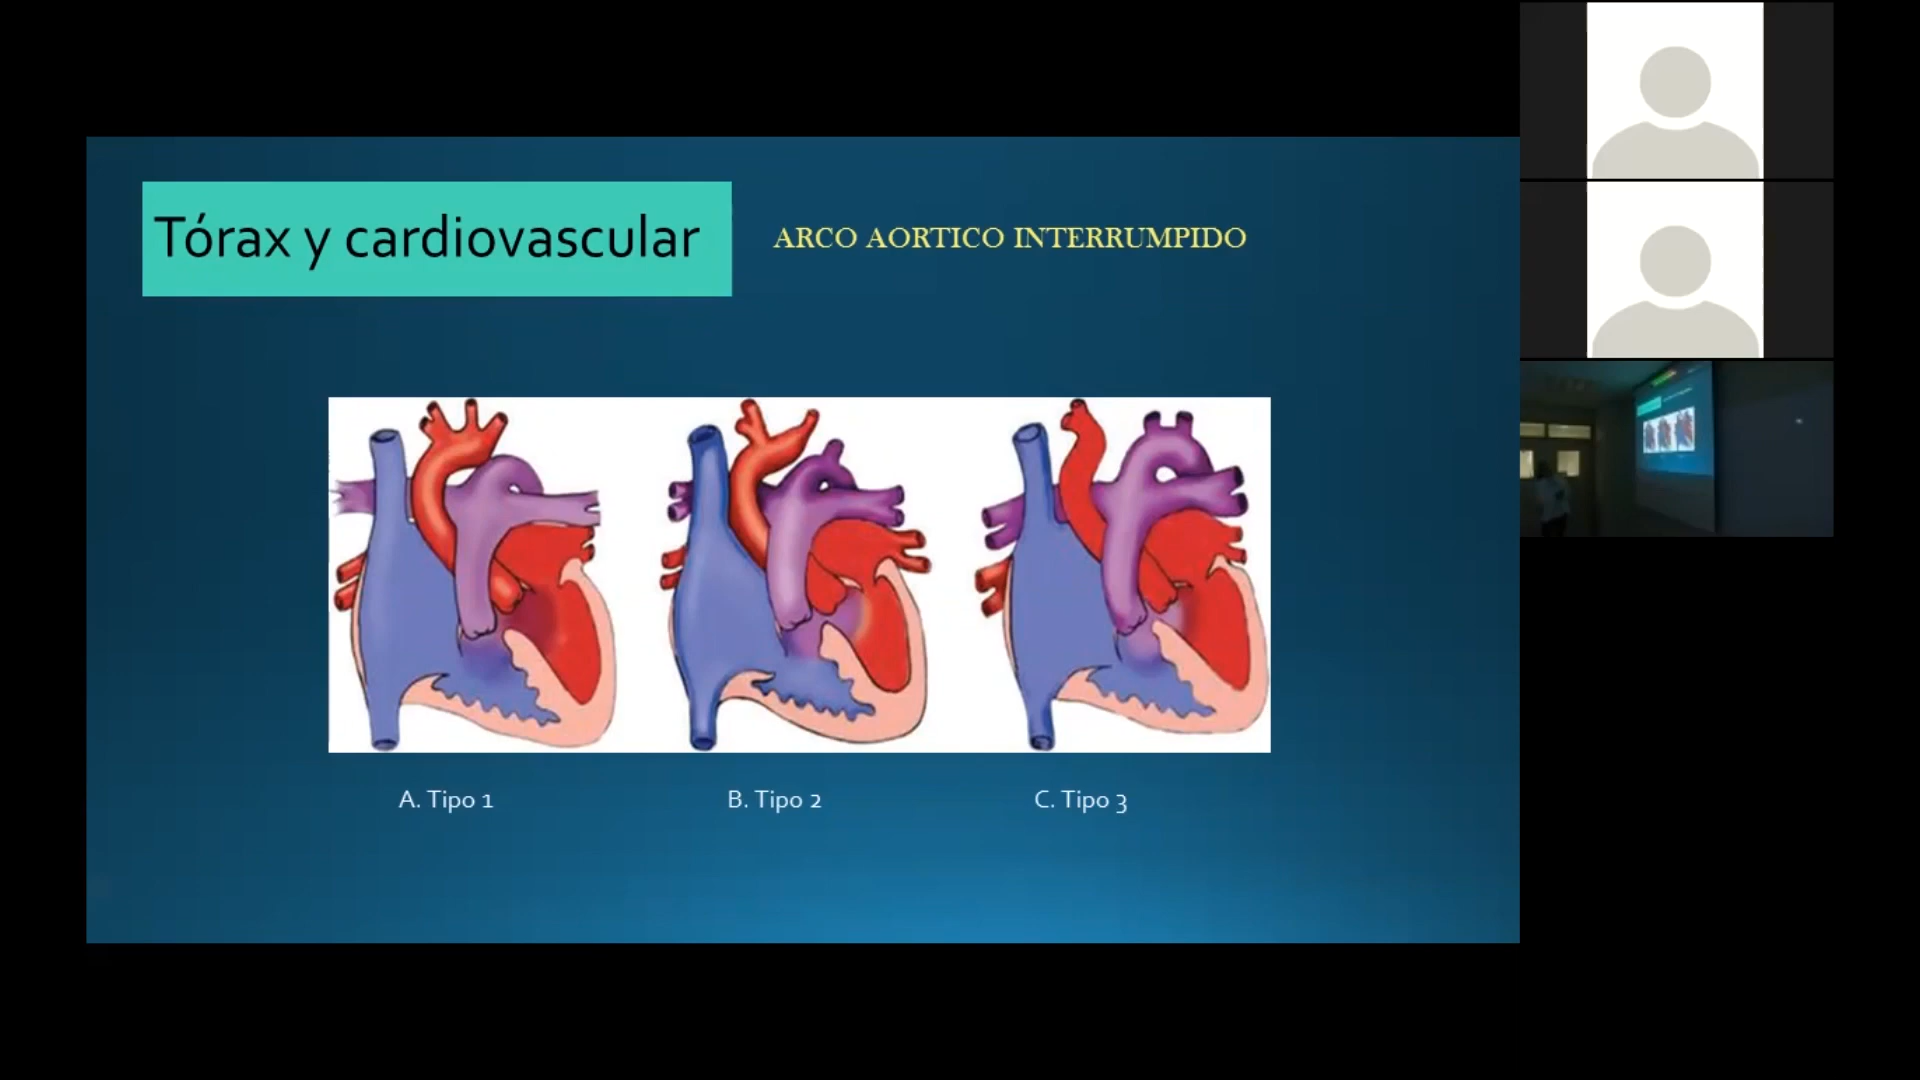 Tórax y cardiovascular
ARCO AORTICO INTERRUMPIDO
A. Tipo 1
B. Tipo 2
C. Tipo 3